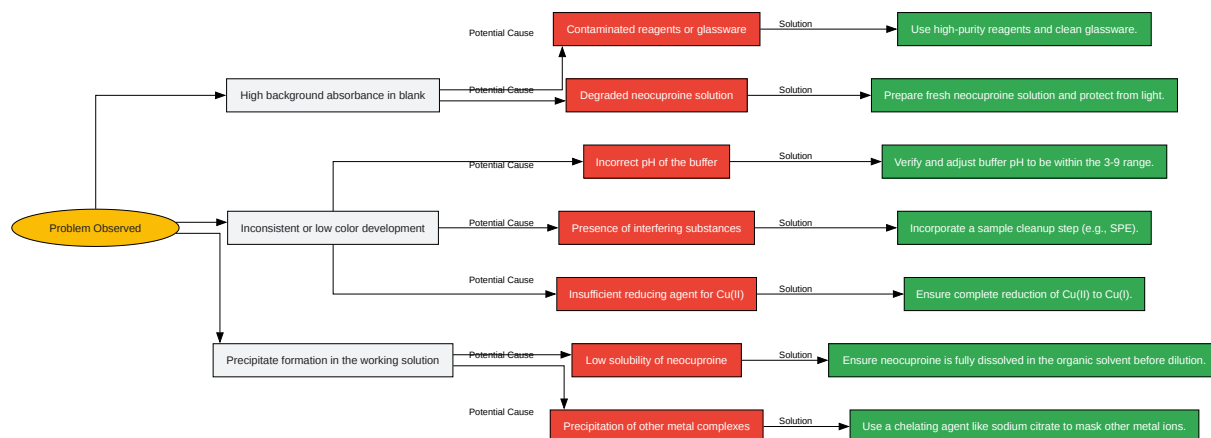 Potential Cause
Contaminated reagents or glassware
Solution
Use high-purity reagents and clean glassware.
High background absorbance in blank
Potential Cause
Degraded neocuproine solution
Solution
Prepare fresh neocuproine solution and protect from light.
Potential Cause
Incorrect pH of the buffer
Solution
Verify and adjust buffer pH to be within the 3-9 range.
Problem Observed
Inconsistent or low color development
Potential Cause
Presence of interfering substances
Solution
Incorporate a sample cleanup step (e.g., SPE).
Potential Cause
Insufficient reducing agent for Cu(II)
Solution
Ensure complete reduction of Cu(II) to Cu(I).
Precipitate formation in the working solution
Potential Cause
Low solubility of neocuproine
Solution
Ensure neocuproine is fully dissolved in the organic solvent before dilution.
Potential Cause
Precipitation of other metal complexes
Solution
Use a chelating agent like sodium citrate to mask other metal ions.